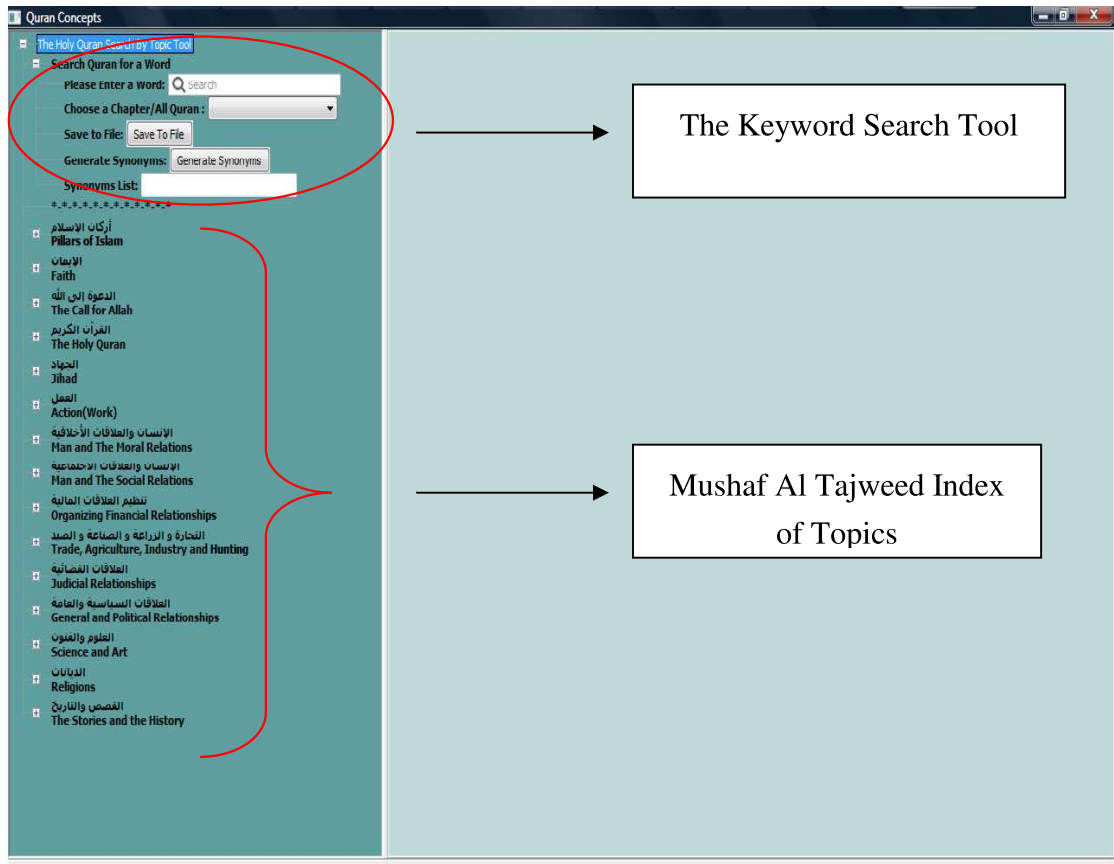 Quran Concepts
The Holy Quran Search By Topic Tool
Search Quran for a Word
Please Enter a Word: Search
Choose a Chapter/All Quran :
Save to File: Save To File
Generate Synonyms: Generate Synonyms
Synonyms List:
*-*-*-*-*-*-*-*-*-*-*-*
The Keyword Search Tool
أركان الإسلام
Pillars of Islam
الإيمان
Faith
الدعوة إلى الله
The Call for Allah
القرآن الكريم
The Holy Quran
الجهاد
Jihad
العمل
Action(Work)
الإنسان والعلاقات الأخلاقية
Man and The Moral Relations
الإنسان والعلاقات الاجتماعية
Man and The Social Relations
تنظيم العلاقات المالية
Organizing Financial Relationships
التجارة و الزراعة و الصناعة و الصيد
Trade, Agriculture, Industry and Hunting
العلاقات القضائية
Judicial Relationships
العلاقات السياسية والعامة
General and Political Relationships
العلوم والفنون
Science and Art
الديانات
Religions
القصص والتاريخ
The Stories and the History
Mushaf Al Tajweed Index
of Topics